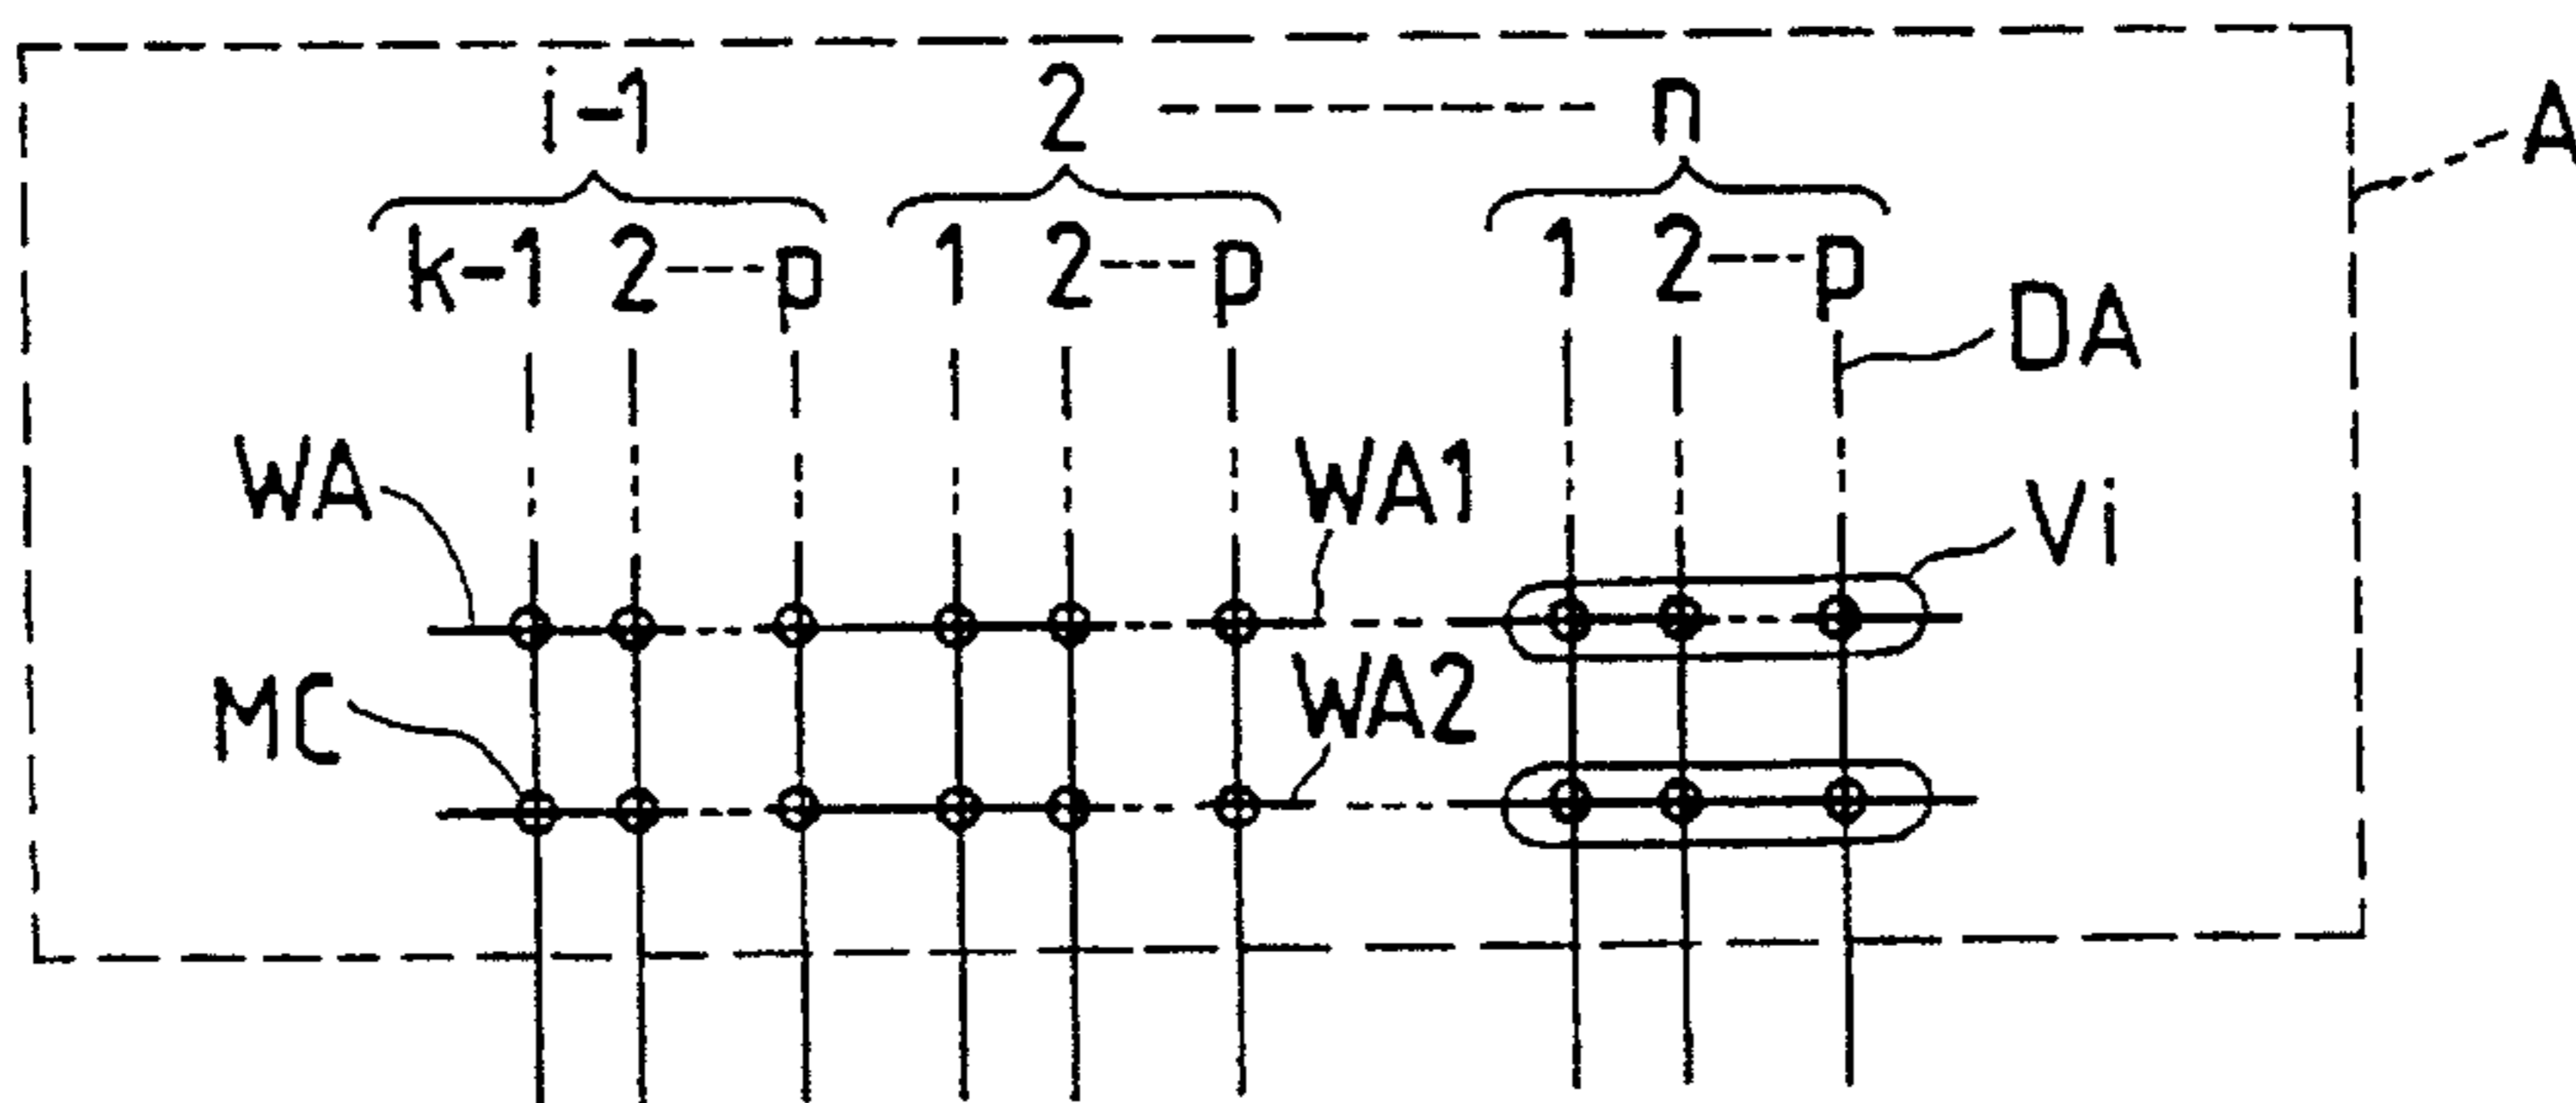 i-1 2 ------- n A
k-1 2 --- p 1 2 --- p 1 2 --- p
DA
WA WA1
Vi
MC WA2